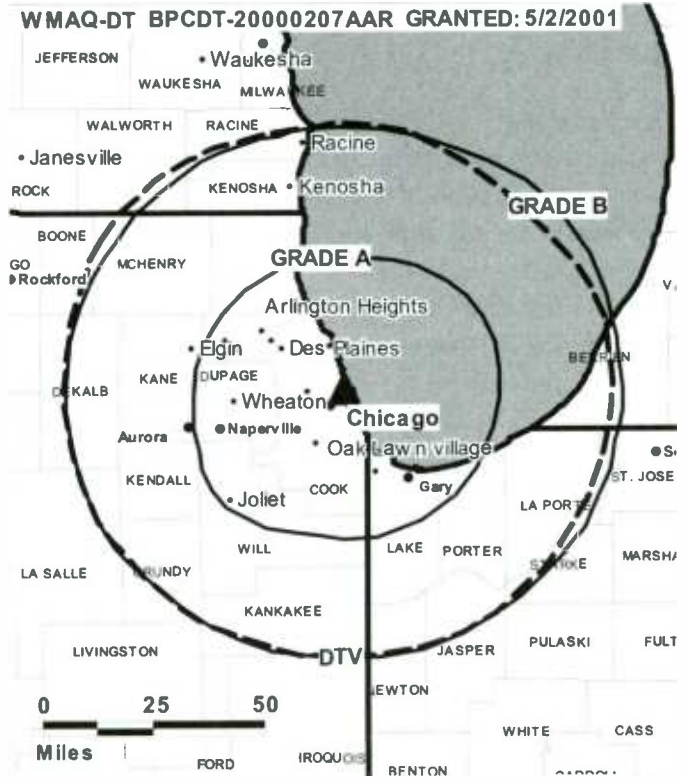 WMAQ-DT BPCDT-20000207AAR GRANTED: 5/2/2001
JEFFERSON
Waukesha
WAUKESHA
MILWAUKEE
WALWORTH
RACINE
Racine
Janesville
ROCK
KENOSHA
Kenosha
GRADE B
BOONE
GRADE A
GO
MCHENRY
Rockford
Arlington Heights
Elgin
Des Plaines
BERRIEN
DEKALB
KANE
DUPAGE
Wheaton
Chicago
Aurora
Naperville
Oak Lawn village
KENDALL
COOK
Gary
ST. JOSE
Joliet
LA PORTE
WILL
LAKE
PORTER
STARKE
MARSHA
LA SALLE
GRUNDY
KANKAKEE
LIVINGSTON
DTV
JASPER
PULASKI
FULT
NEWTON
0 25 50
Miles
WHITE
CASS
FORD
IROQUOIS
BENTON
CARROLL